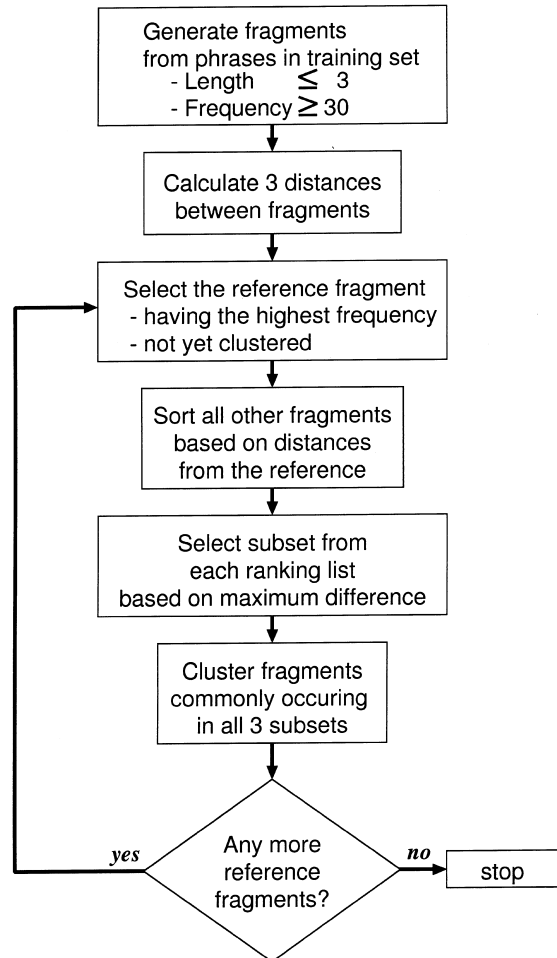 Generate fragments
from phrases in training set
- Length ≤ 3
- Frequency ≥ 30
Calculate 3 distances
between fragments
Select the reference fragment
- having the highest frequency
- not yet clustered
Sort all other fragments
based on distances
from the reference
Select subset from
each ranking list
based on maximum difference
Cluster fragments
commonly occuring
in all 3 subsets
yes
Any more
reference
fragments?
no
stop